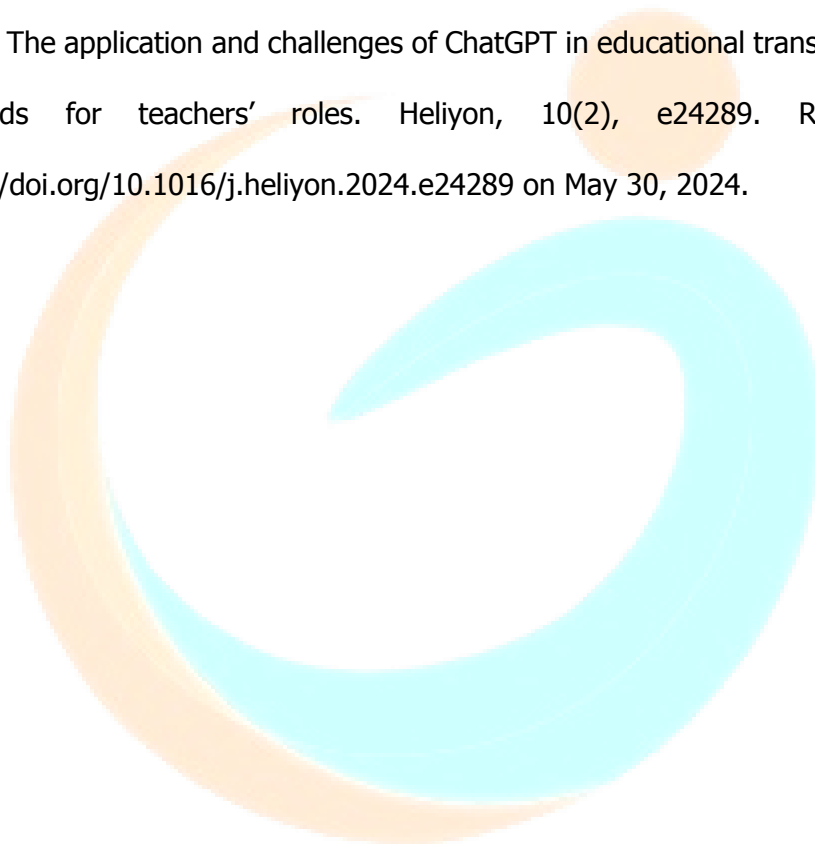 The application and challenges of ChatGPT in educational trans
ds for teachers’ roles. Heliyon, 10(2), e24289. R
/doi.org/10.1016/j.heliyon.2024.e24289 on May 30, 2024.